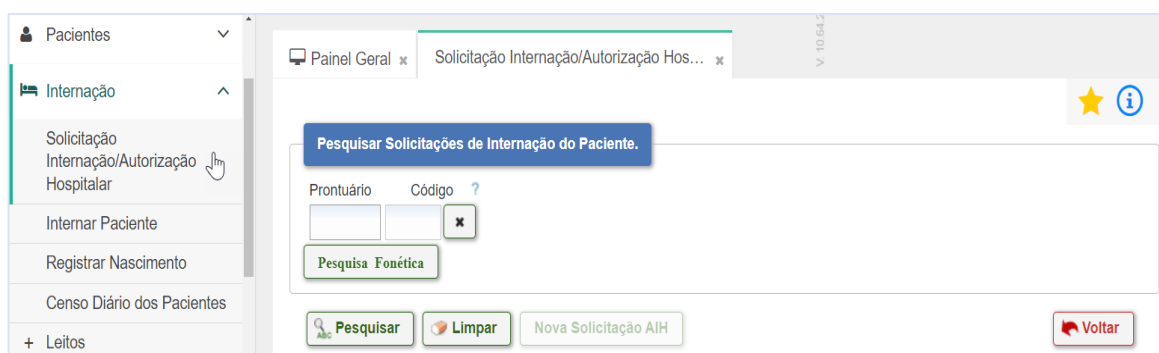 Pacientes
Internação
Solicitação
Internação/Autorização
Hospitalar
Internar Paciente
Registrar Nascimento
Censo Diário dos Pacientes
+ Leitos
Painel Geral x
Solicitação Internação/Autorização Hos... x
Pesquisar Solicitações de Internação do Paciente.
Prontuário Código ?
Pesquisa Fonética
ABC Pesquisar
Limpar
Nova Solicitação AIH
Voltar